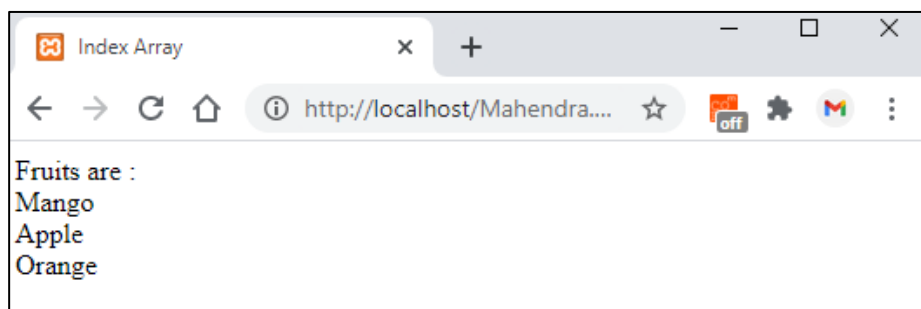 Index Array
http://localhost/Mahendra....
off
Fruits are :
Mango
Apple
Orange